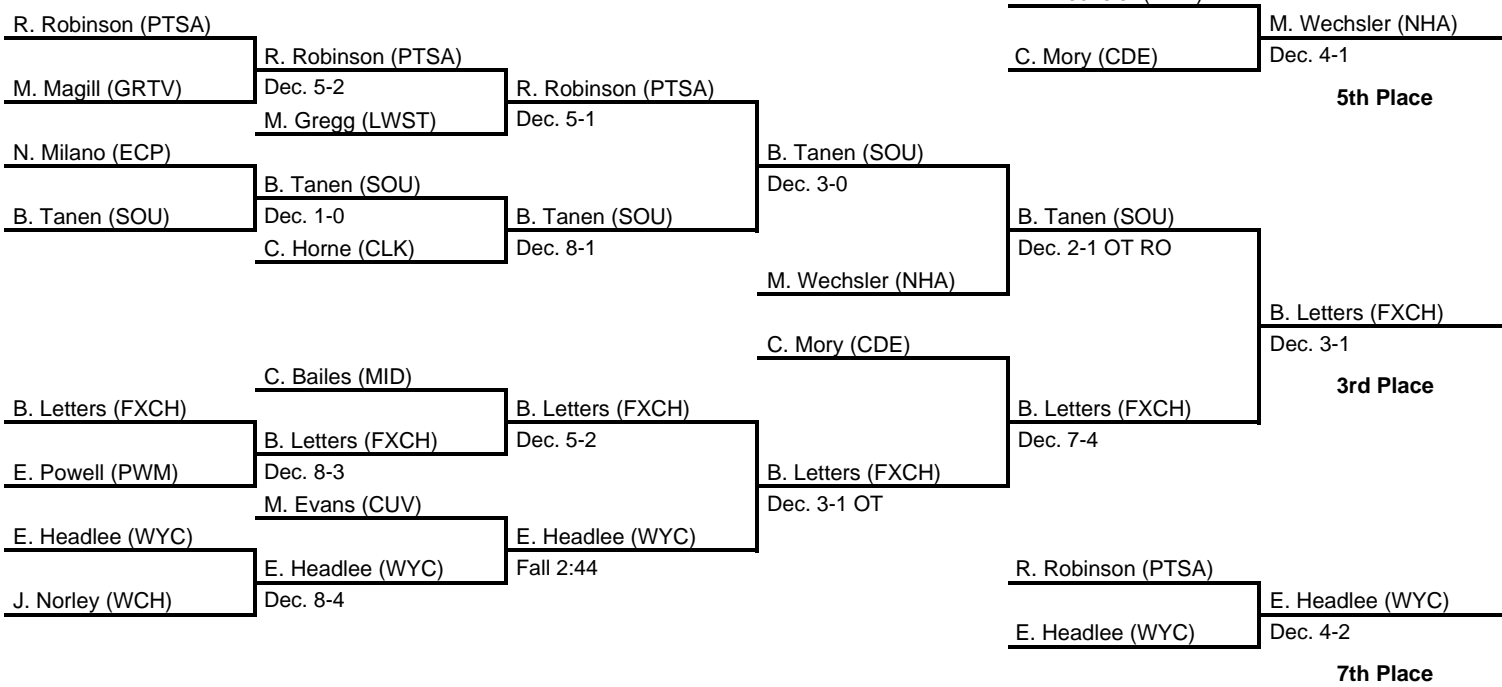 R. Robinson (PTSA)
M. Magill (GRTV)
N. Milano (ECP)
B. Tanen (SOU)
B. Letters (FXCH)
E. Powell (PWM)
E. Headlee (WYC)
J. Norley (WCH)
R. Robinson (PTSA)
Dec. 5-2
M. Gregg (LWST)
B. Tanen (SOU)
Dec. 1-0
C. Horne (CLK)
C. Bailes (MID)
B. Letters (FXCH)
Dec. 8-3
M. Evans (CUV)
E. Headlee (WYC)
Dec. 8-4
R. Robinson (PTSA)
Dec. 5-1
B. Tanen (SOU)
Dec. 8-1
B. Letters (FXCH)
Dec. 5-2
E. Headlee (WYC)
Fall 2:44
B. Tanen (SOU)
Dec. 3-0
M. Wechsler (NHA)
C. Mory (CDE)
B. Letters (FXCH)
Dec. 3-1 OT
C. Mory (CDE)
B. Tanen (SOU)
Dec. 2-1 OT RO
B. Letters (FXCH)
Dec. 7-4
R. Robinson (PTSA)
E. Headlee (WYC)
M. Wechsler (NHA)
Dec. 4-1
5th Place
B. Letters (FXCH)
Dec. 3-1
3rd Place
E. Headlee (WYC)
Dec. 4-2
7th Place